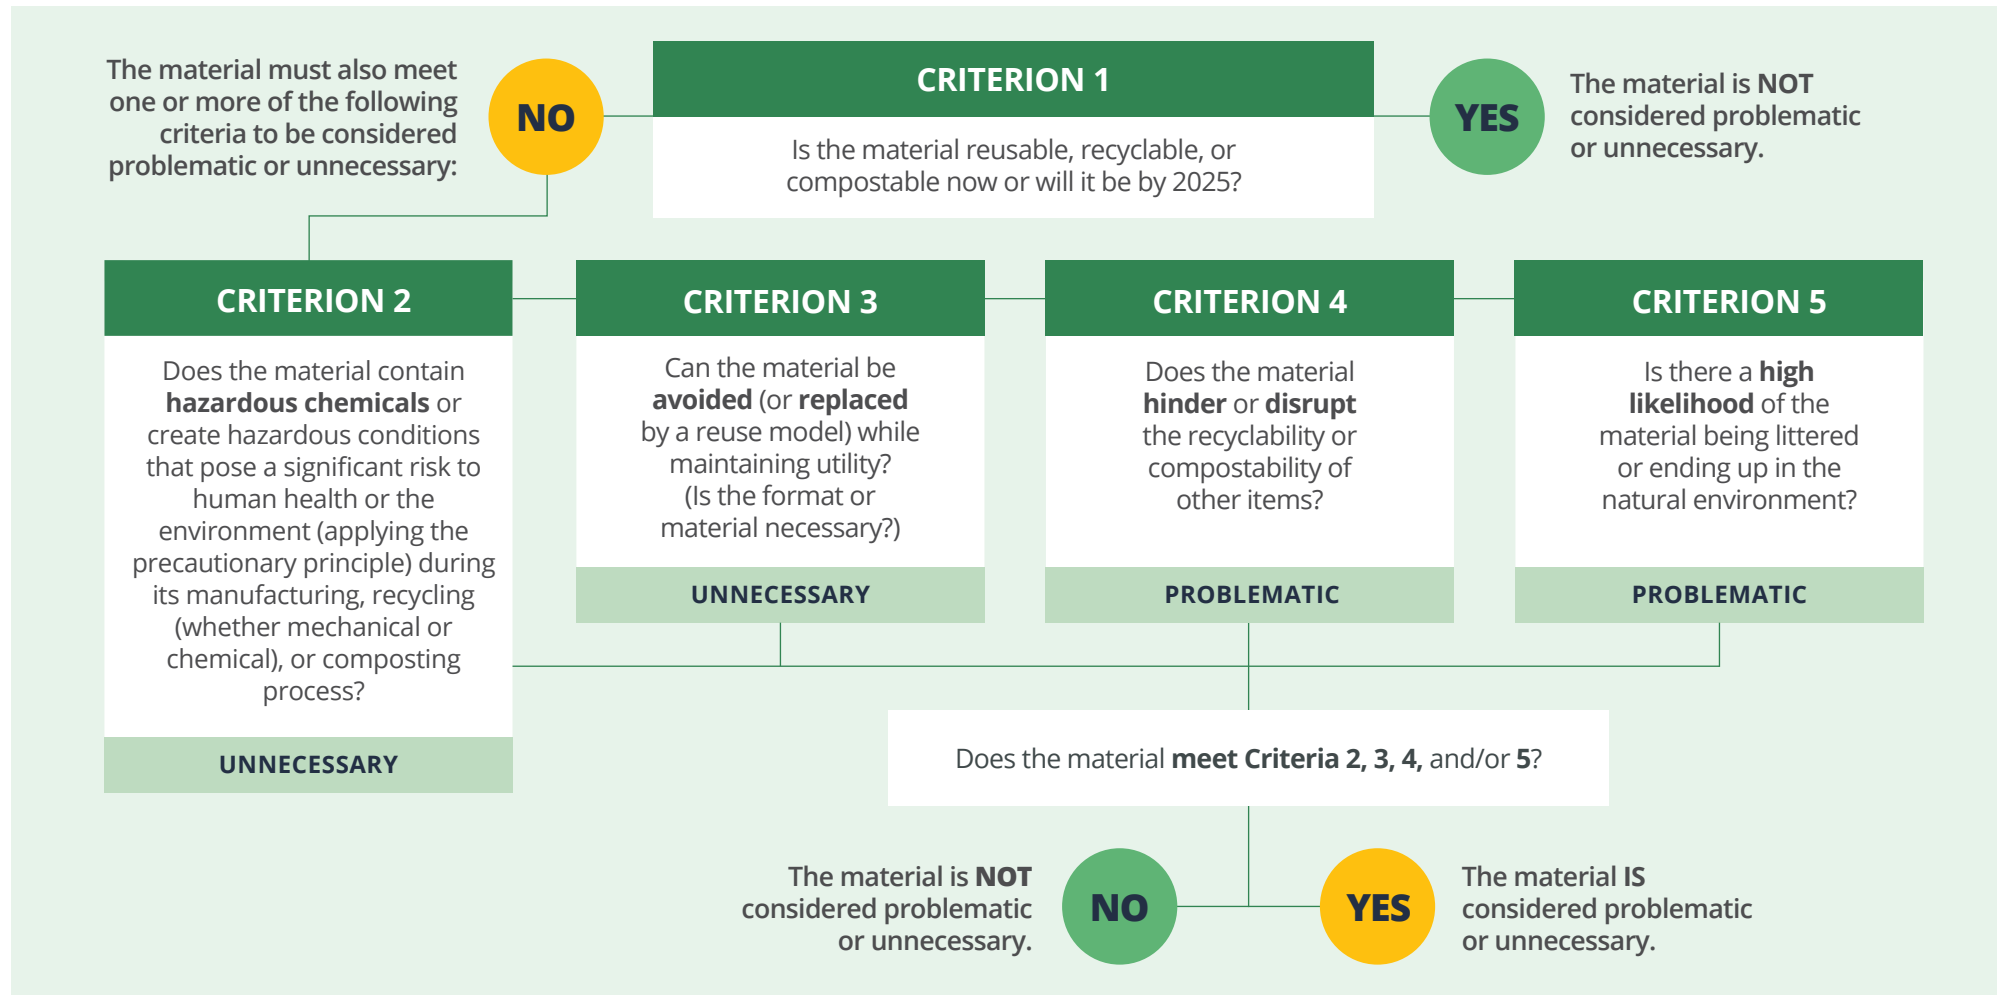 The material must also meet
one or more of the following
criteria to be considered
problematic or unnecessary:
NO
CRITERION 1
Is the material reusable, recyclable, or
compostable now or will it be by 2025?
YES
The material is NOT
considered problematic
or unnecessary.
CRITERION 2
Does the material contain
hazardous chemicals or
create hazardous conditions
that pose a significant risk to
human health or the
environment (applying the
precautionary principle) during
its manufacturing, recycling
(whether mechanical or
chemical), or composting
process?
UNNECESSARY
CRITERION 3
Can the material be
avoided (or replaced
by a reuse model) while
maintaining utility?
(Is the format or
material necessary?)
UNNECESSARY
CRITERION 4
Does the material
hinder or disrupt
the recyclability or
compostability of
other items?
PROBLEMATIC
CRITERION 5
Is there a high
likelihood of the
material being littered
or ending up in the
natural environment?
PROBLEMATIC
Does the material meet Criteria 2, 3, 4, and/or 5?
The material is NOT
considered problematic
or unnecessary.
NO
YES
The material IS
considered problematic
or unnecessary.